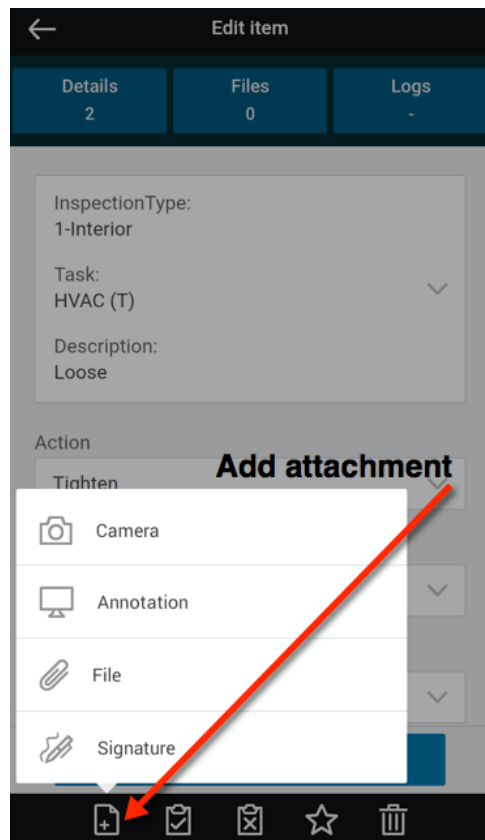 Edit item
Details
2
Files
0
Logs
-
InspectionType:
1-Interior
Task:
HVAC (T)
Description:
Loose
Action
Tighten
Add attachment
Camera
Annotation
File
Signature